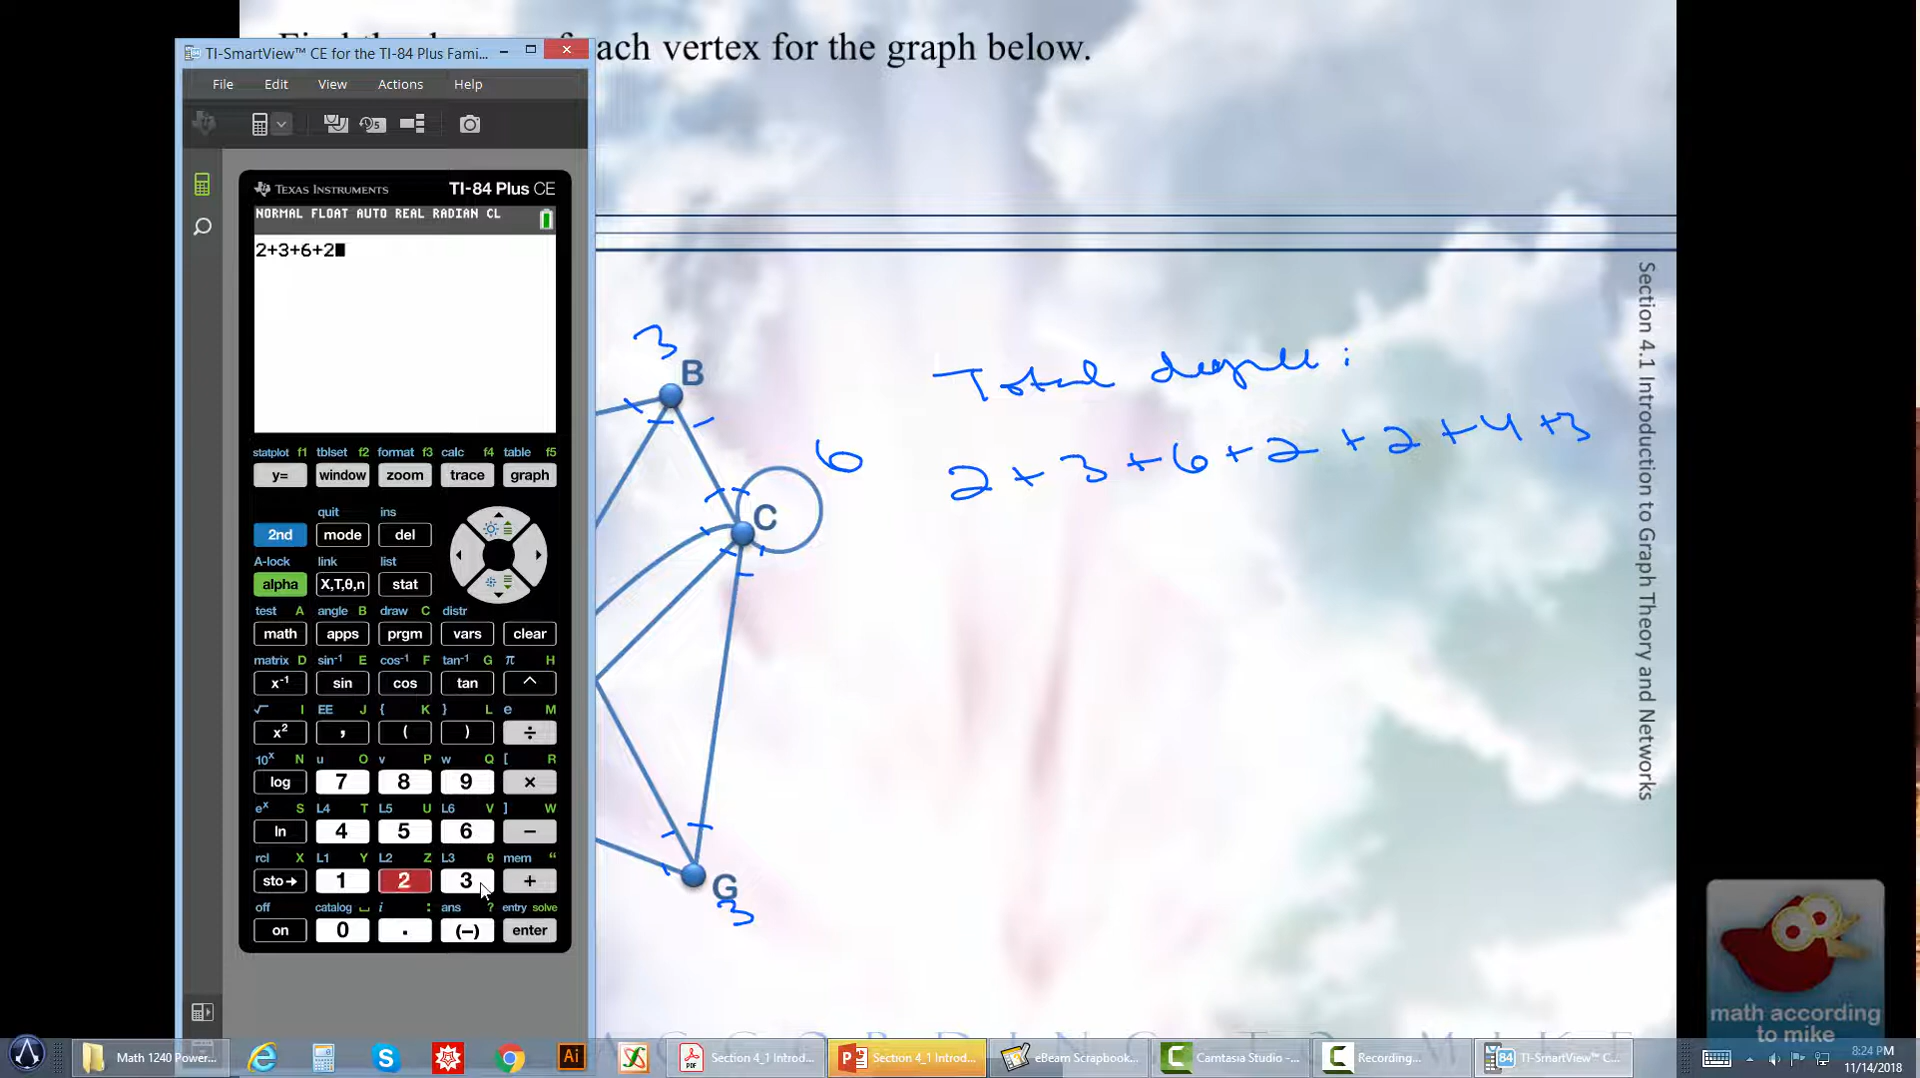 ach vertex for the graph below.
TI-SmartView™ CE for the TI-84 Plus Fami...
File Edit View Actions Help
TEXAS INSTRUMENTS TI-84 Plus CE
NORMAL FLOAT AUTO REAL RADIAN CL
2+3+6+2
statplot f1 tblset f2 format f3 calc f4 table f5
y= window zoom trace graph
quit ins
2nd mode del
A-lock link list
alpha X,T,θ,n stat
test A angle B draw C distr
math apps prgm vars clear
matrix D sin-1 E cos-1 F tan-1 G π H
x-1 sin cos tan ^
√ I EE J { K } L e M
x2 , ( ) ÷
10x N u O v P w Q [ R
log 7 8 9 ×
ex S L4 T L5 U L6 V ] W
ln 4 5 6 −
rcl X L1 Y L2 Z L3 θ mem “
sto→ 1 2 3 +
off catalog ⎵ i : ans ? entry solve
on 0 . (−) enter
3
B
6
C
G
3
Total degree:
2+3+6+2+2+4+3
Section 4.1 Introduction to Graph Theory and Networks
math according
to mike
A C C O R D I N G T O M I K E
Math 1240 Power...
Section 4_1 Introd...
Section 4_1 Introd...
eBeam Scrapbook...
Camtasia Studio -...
Recording...
TI-SmartView™ C...
8:24 PM
11/14/2018